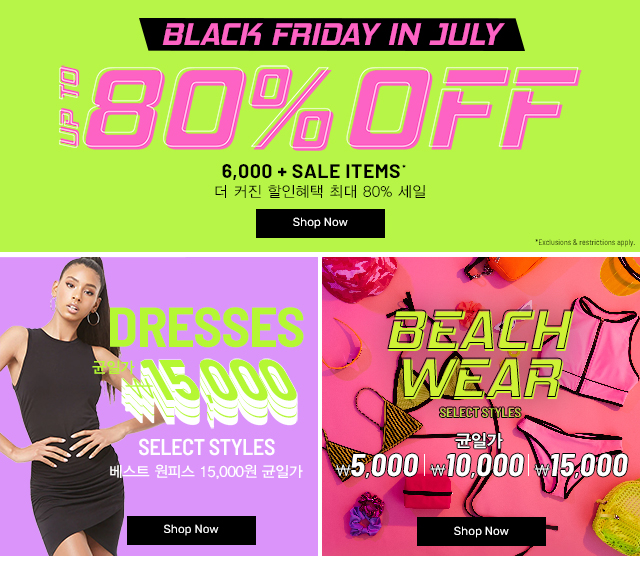 BLACK FRIDAY IN JULY
UP TO
80% OFF
6,000 + SALE ITEMS*
더 커진 할인혜택 최대 80% 세일
Shop Now
*Exclusions & restrictions apply.
DRESSES
균일가
₩15,000
SELECT STYLES
베스트 원피스 15,000원 균일가
Shop Now
BEACH
WEAR
SELECT STYLES
균일가
₩5,000 | ₩10,000 | ₩15,000
Shop Now